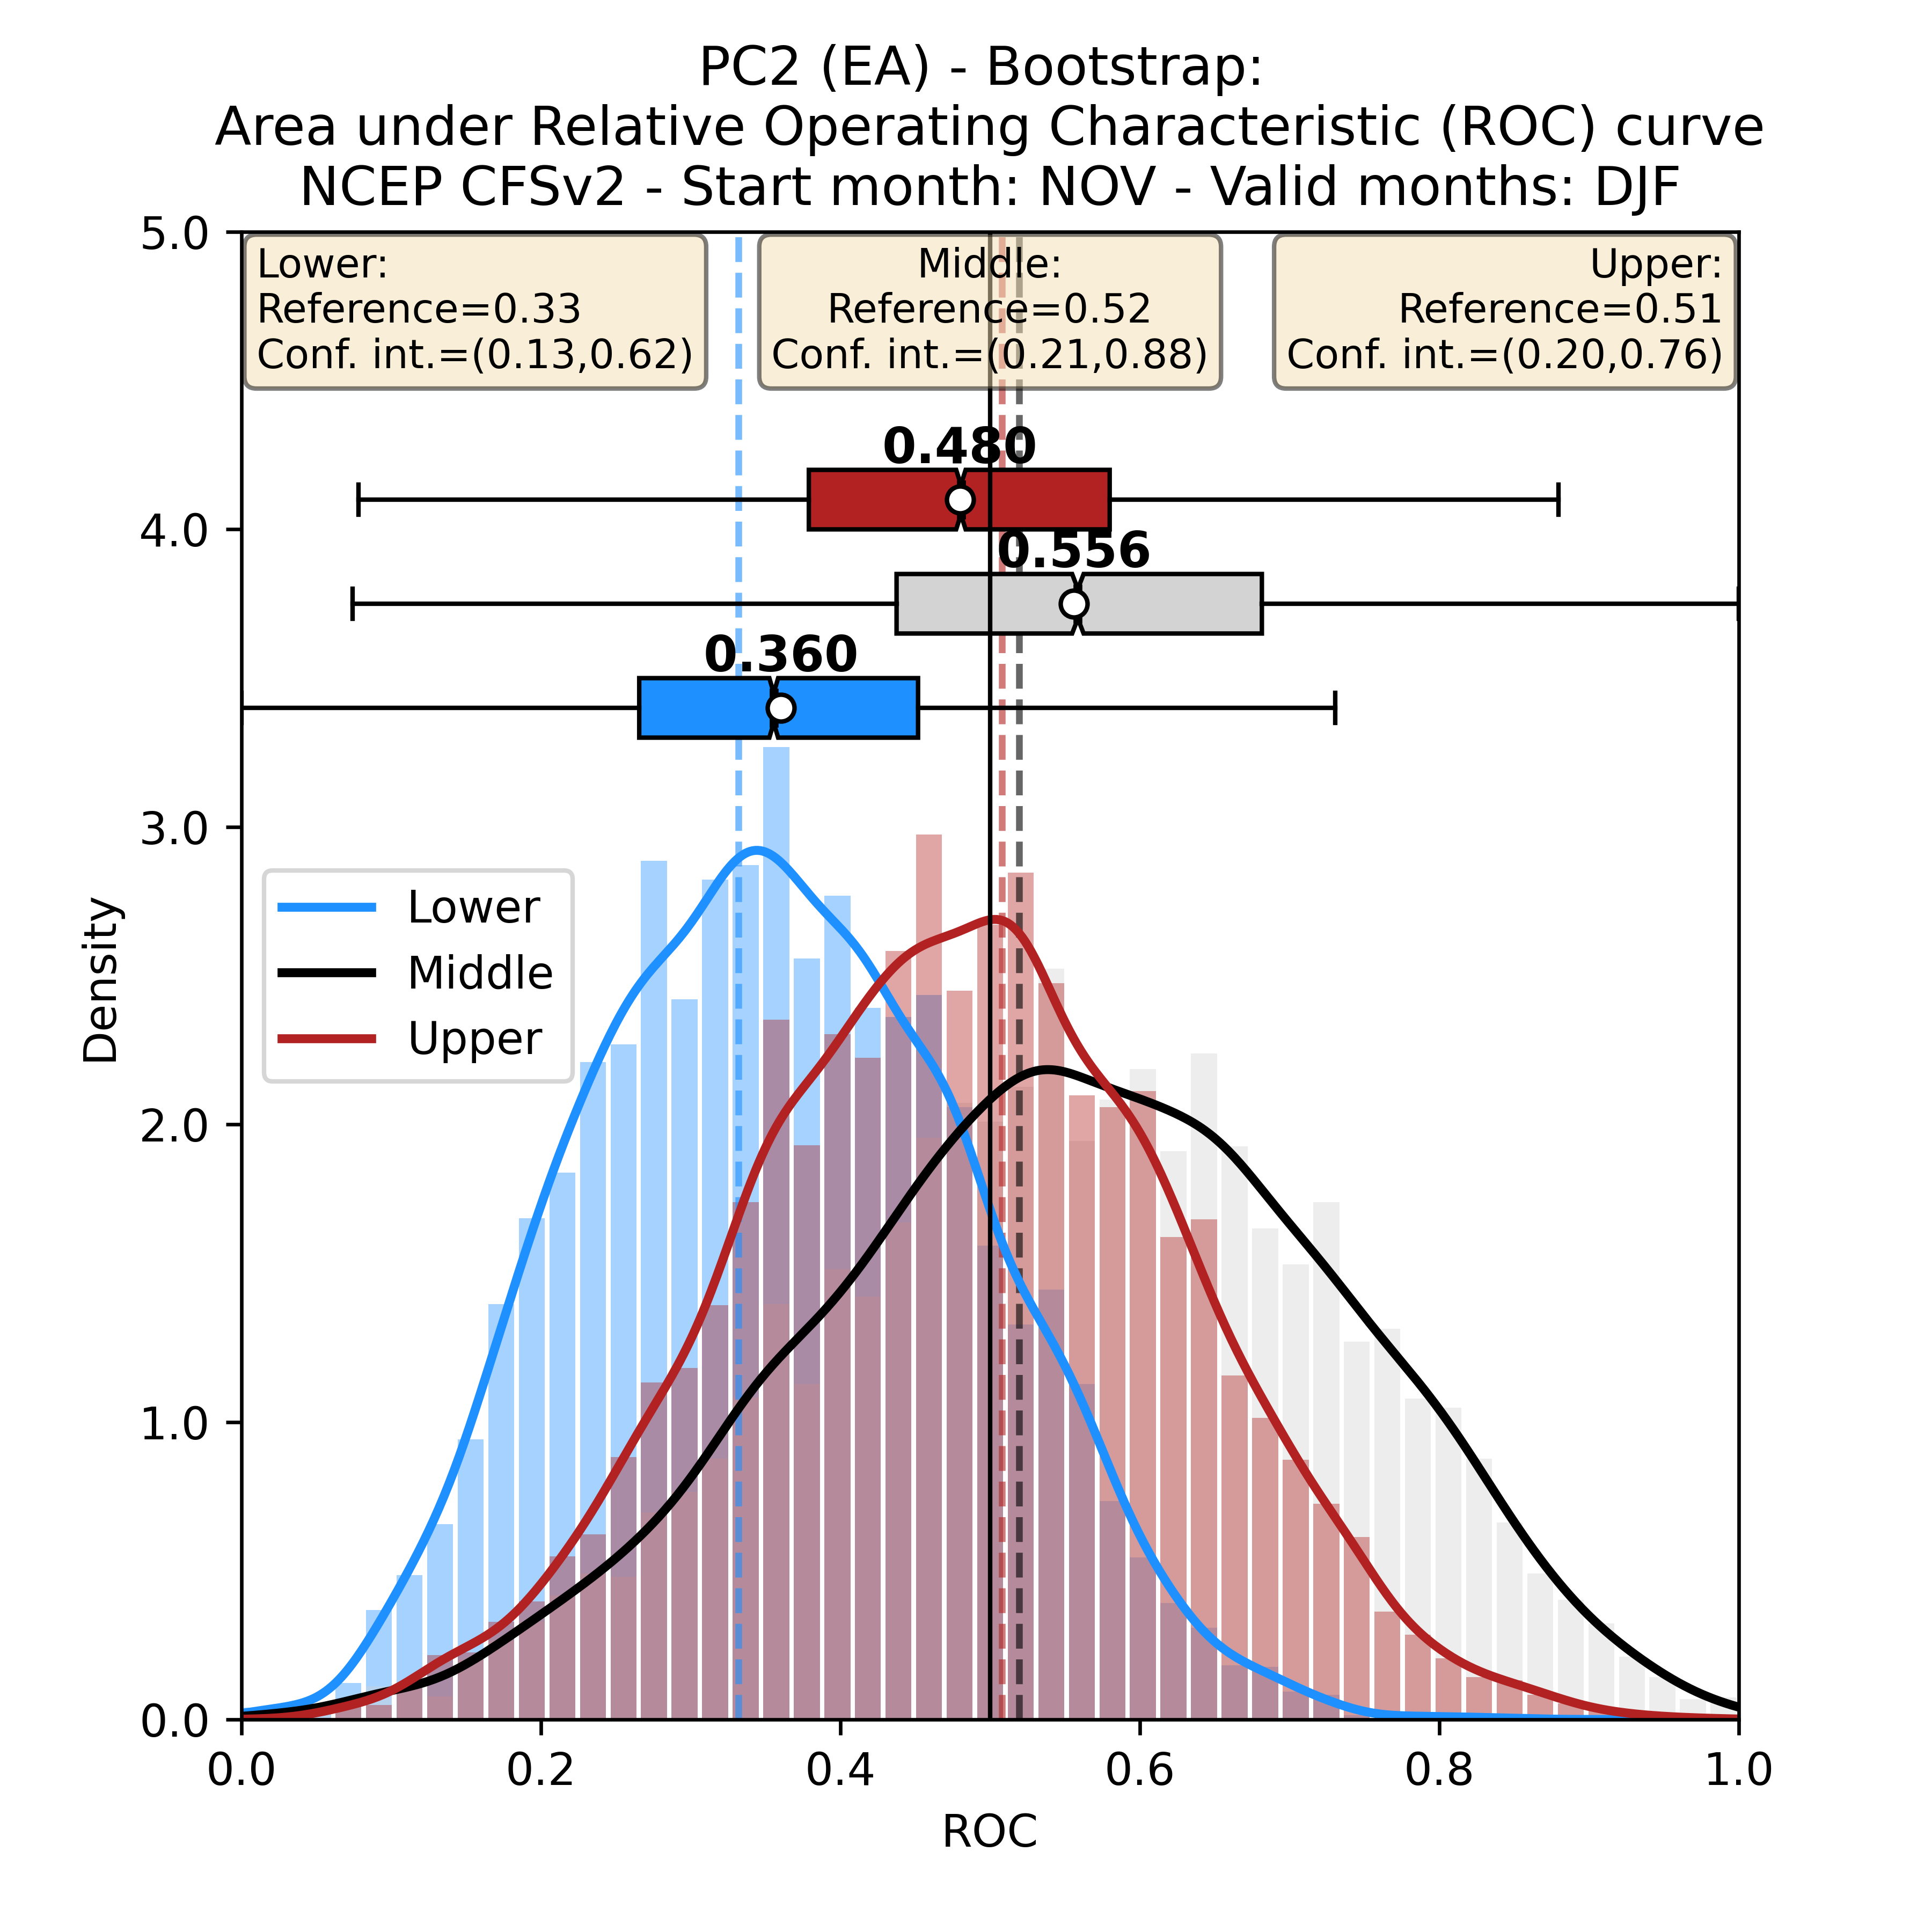 PC2 (EA) - Bootstrap:
Area under Relative Operating Characteristic (ROC) curve
NCEP CFSv2 - Start month: NOV - Valid months: DJF
5.0
Lower:
Reference=0.33
Conf. int.=(0.13,0.62)
Middle:
Reference=0.52
Conf. int.=(0.21,0.88)
Upper:
Reference=0.51
Conf. int.=(0.20,0.76)
0.480
4.0
0.556
0.360
3.0
Lower
Middle
Upper
Density
2.0
1.0
0.0
0.0 0.2 0.4 0.6 0.8 1.0
ROC